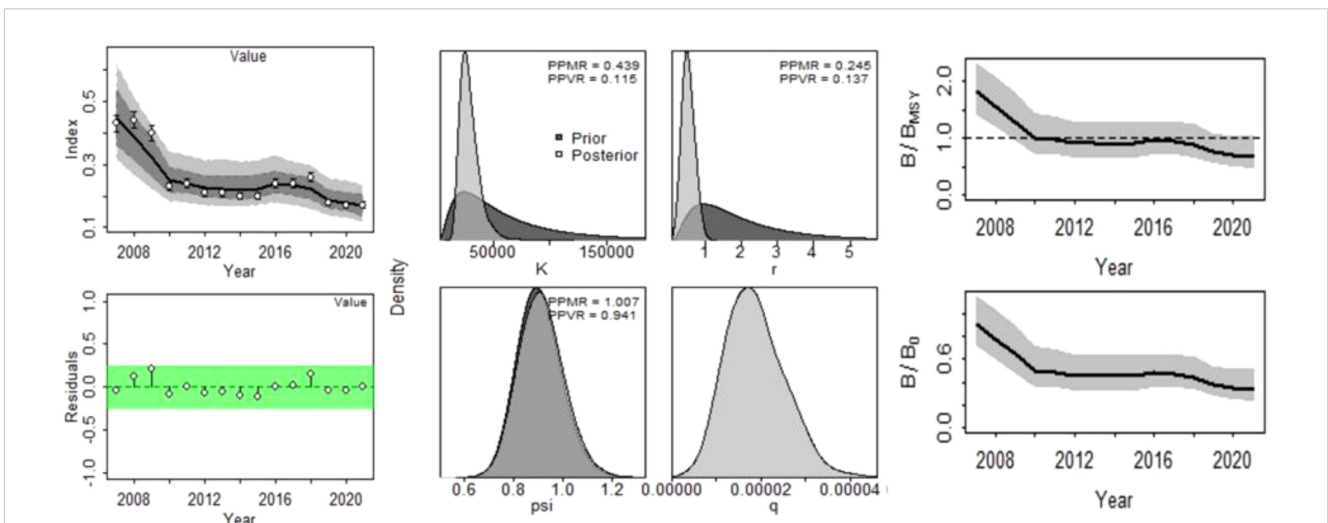 Value
Index
0.5
0.3
0.1
2008
2012
2016
2020
Year
Value
Residuals
1.0
0.5
0.0
-0.5
-1.0
2008
2012
2016
2020
Year
Density
PPMR = 0.439
PPVR = 0.115
Prior
Posterior
50000
150000
K
PPMR = 0.245
PPVR = 0.137
1
2
3
4
5
r
PPMR = 1.007
PPVR = 0.941
0.6
0.8
1.0
1.2
psi
0.00000
0.00002
0.00004
q
B/ BMSY
2.0
1.0
0.0
2008
2012
2016
2020
Year
B/ B0
0.6
0.0
2008
2012
2016
2020
Year